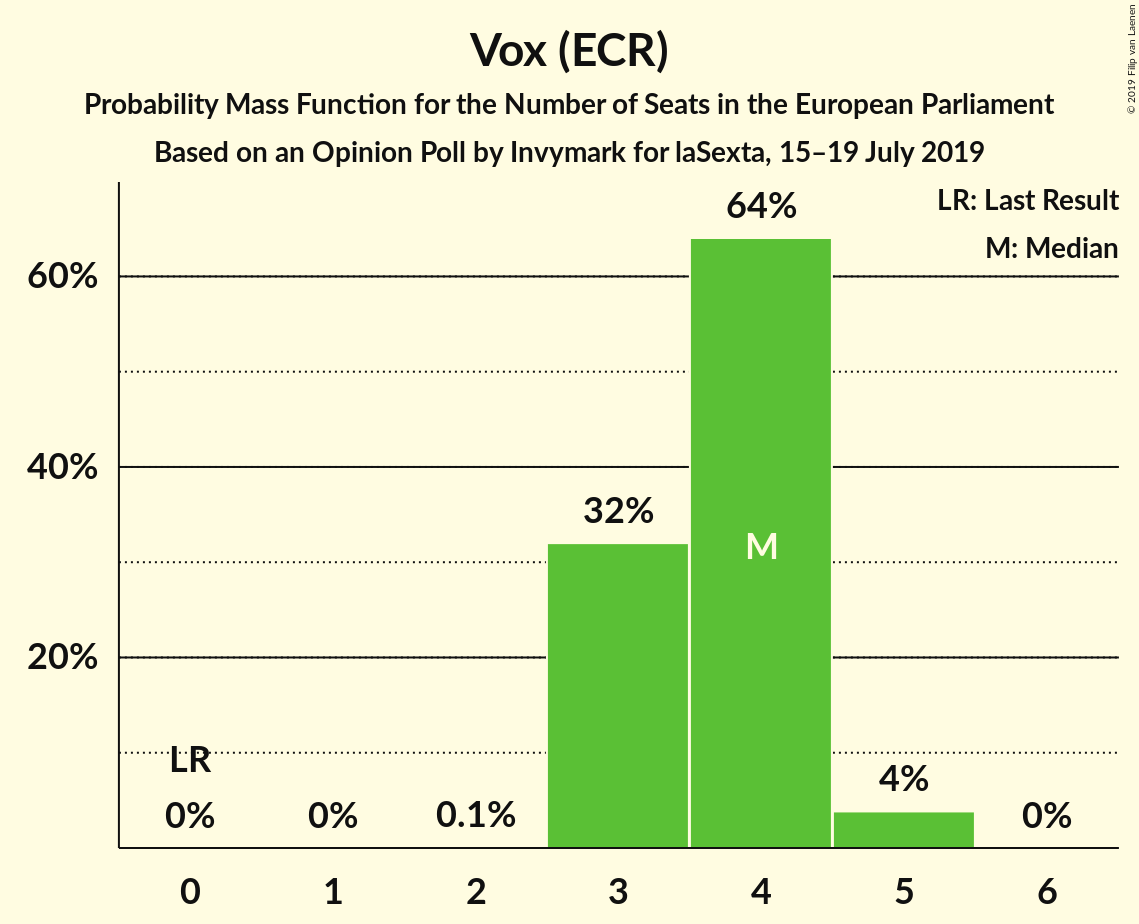 Vox (ECR)
Probability Mass Function for the Number of Seats in the European Parliament
Based on an Opinion Poll by Invymark for laSexta, 15–19 July 2019
© 2019 Filip van Laenen
LR: Last Result
M: Median
64%
60%
40%
32%
M
20%
LR
4%
0% 0% 0.1% 0%
0 1 2 3 4 5 6